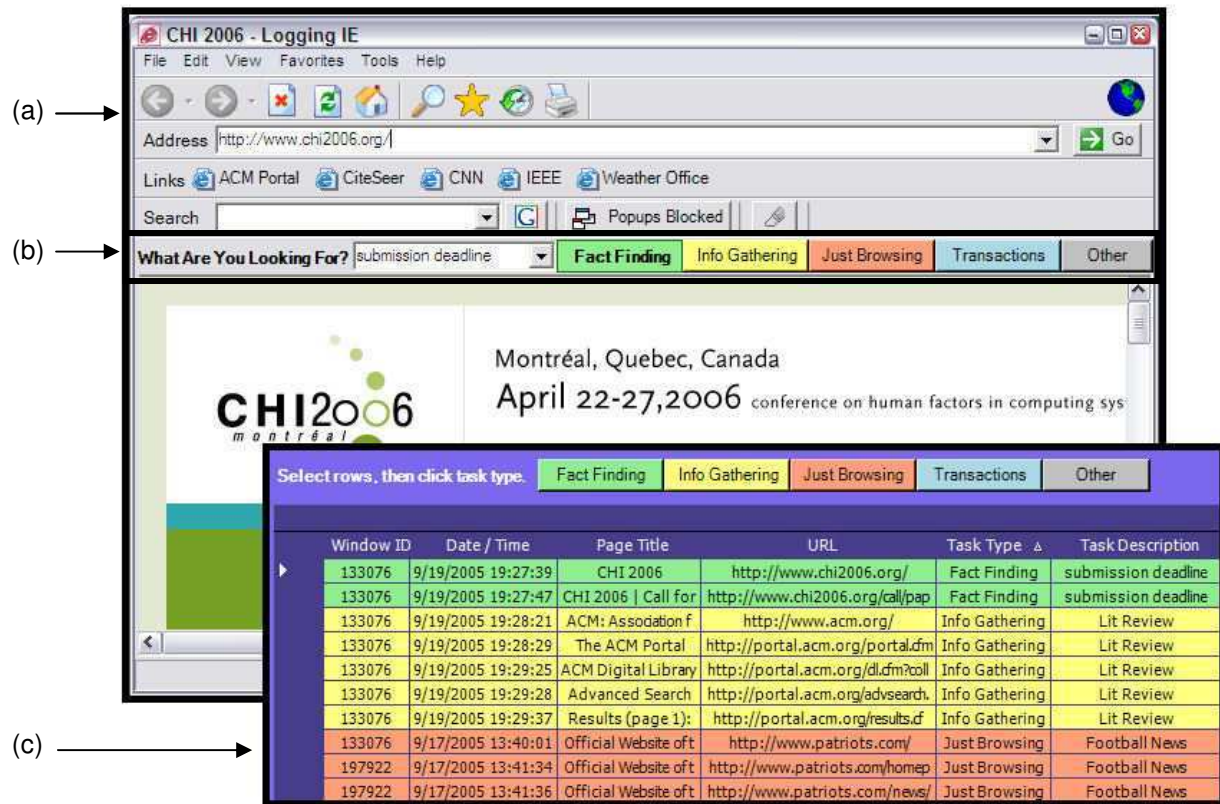 CHI 2006 - Logging IE
File Edit View Favorites Tools Help
(a)
Address http://www.chi2006.org/ Go
Links ACM Portal CiteSeer CNN IEEE Weather Office
Search G Popups Blocked
(b)
What Are You Looking For? submission deadline Fact Finding Info Gathering Just Browsing Transactions Other
Montréal, Quebec, Canada
CHI2006
montréal
April 22-27,2006 conference on human factors in computing sys
Select rows, then click task type. Fact Finding Info Gathering Just Browsing Transactions Other
Window ID Date / Time Page Title URL Task Type Task Description
133076 9/19/2005 19:27:39 CHI 2006 http://www.chi2006.org/ Fact Finding submission deadline
133076 9/19/2005 19:27:47 CHI 2006 | Call for http://www.chi2006.org/call/pap Fact Finding submission deadline
133076 9/19/2005 19:28:21 ACM: Association f http://www.acm.org/ Info Gathering Lit Review
133076 9/19/2005 19:28:29 The ACM Portal http://portal.acm.org/portal.cfm Info Gathering Lit Review
133076 9/19/2005 19:29:25 ACM Digital Library http://portal.acm.org/dl.cfm?coll Info Gathering Lit Review
133076 9/19/2005 19:29:28 Advanced Search http://portal.acm.org/advsearch. Info Gathering Lit Review
133076 9/19/2005 19:29:37 Results (page 1): http://portal.acm.org/results.cf Info Gathering Lit Review
(c)
133076 9/17/2005 13:40:01 Official Website of t http://www.patriots.com/ Just Browsing Football News
197922 9/17/2005 13:41:34 Official Website of t http://www.patriots.com/homep Just Browsing Football News
197922 9/17/2005 13:41:36 Official Website of t http://www.patriots.com/news/ Just Browsing Football News